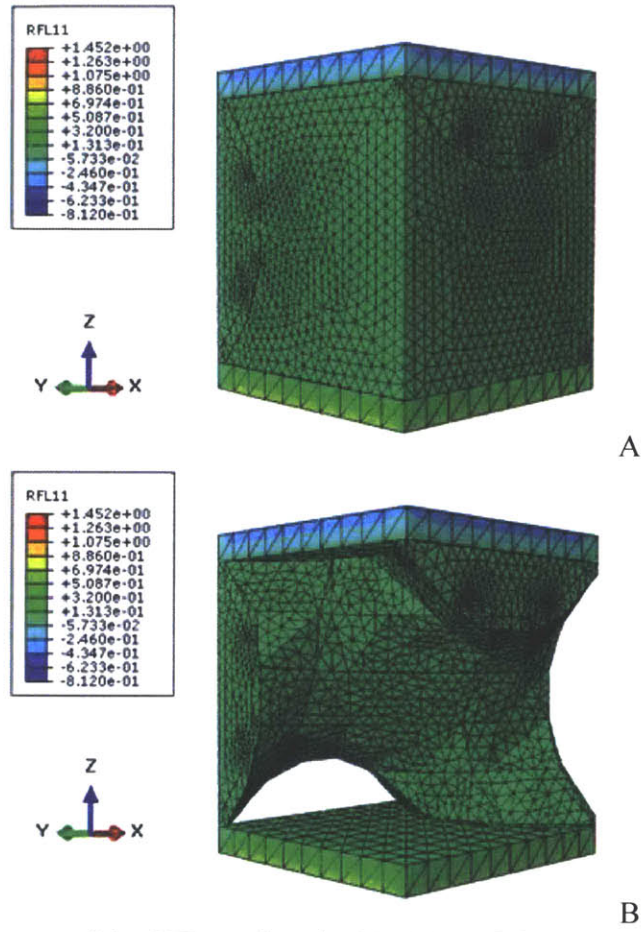 RFL11
+1.452e+00
+1.263e+00
+1.075e+00
+8.860e-01
+6.974e-01
+5.087e-01
+3.200e-01
+1.313e-01
-5.733e-02
-2.460e-01
-4.347e-01
-6.233e-01
-8.120e-01
Z
Y X
A
RFL11
+1.452e+00
+1.263e+00
+1.075e+00
+8.860e-01
+6.974e-01
+5.087e-01
+3.200e-01
+1.313e-01
-5.733e-02
-2.460e-01
-4.347e-01
-6.233e-01
-8.120e-01
Z
Y X
B